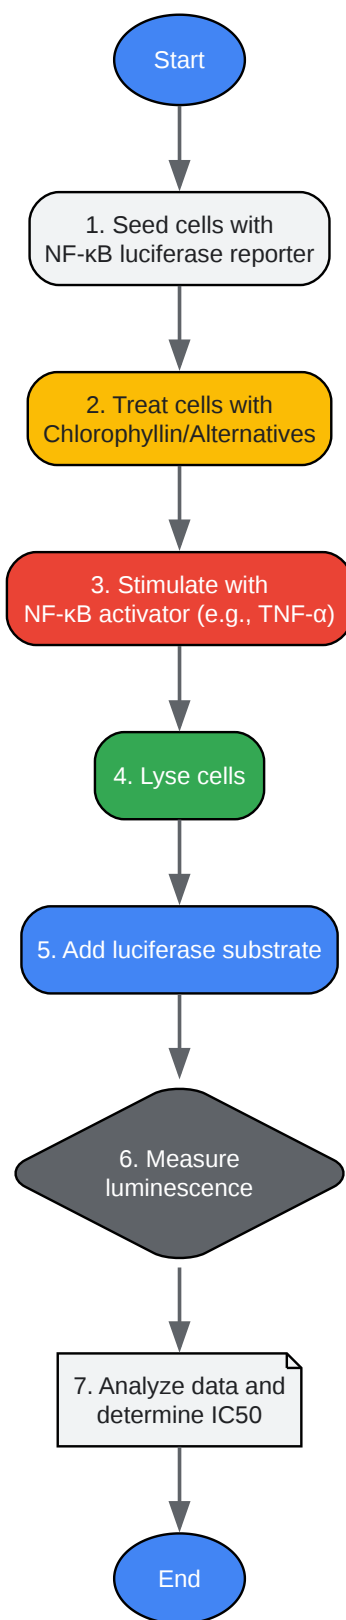 Start
1. Seed cells with
NF-κB luciferase reporter
2. Treat cells with
Chlorophyllin/Alternatives
3. Stimulate with
NF-κB activator (e.g., TNF-α)
4. Lyse cells
5. Add luciferase substrate
6. Measure
luminescence
7. Analyze data and
determine IC50
End